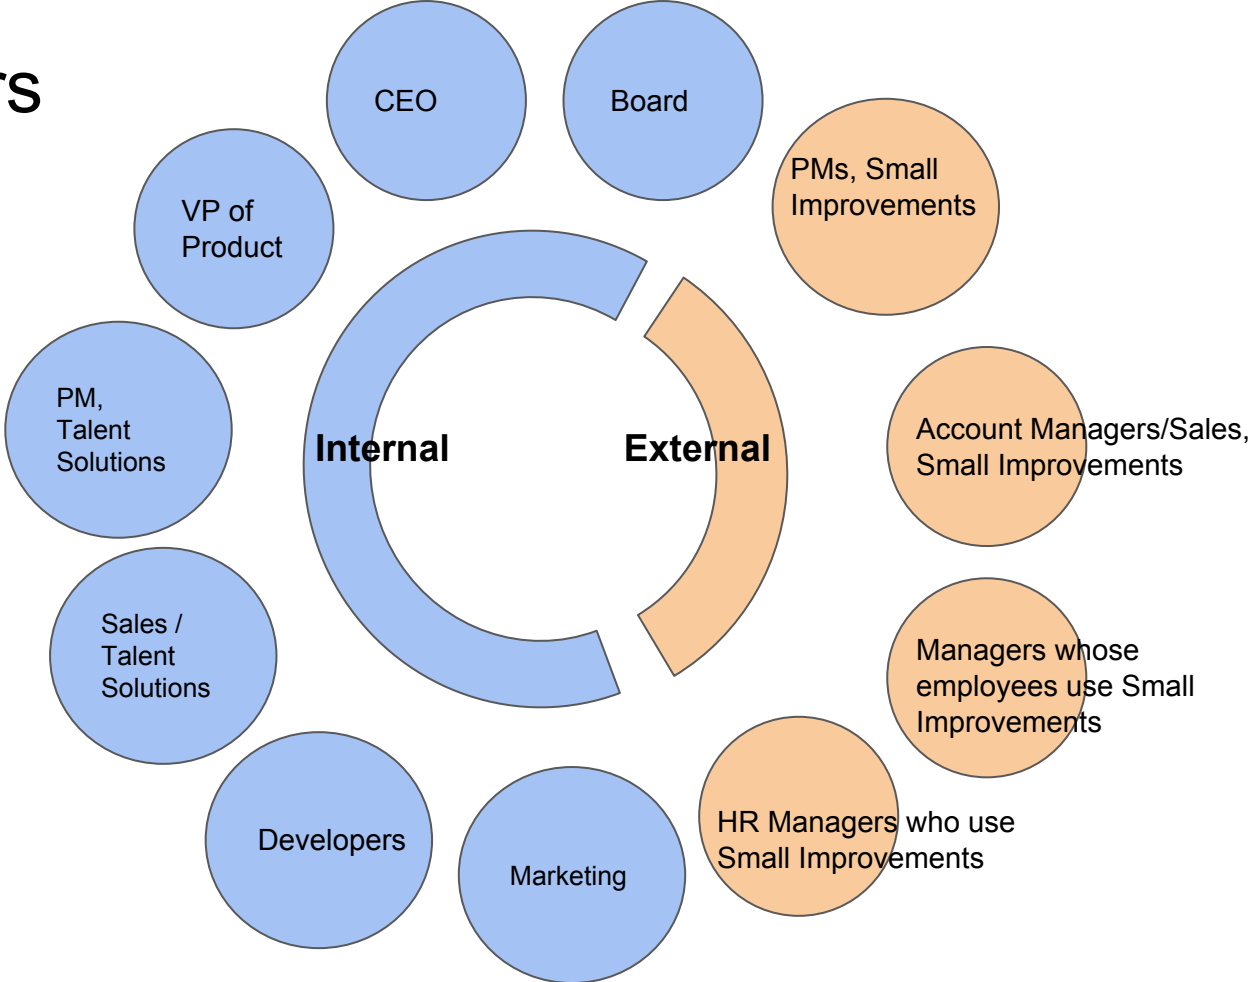 rs
CEO
Board
PMs, Small
Improvements
VP of
Product
PM,
Talent
Solutions
Internal
External
Account Managers/Sales,
Small Improvements
Sales /
Talent
Solutions
Managers whose
employees use Small
Improvements
Developers
Marketing
HR Managers who use
Small Improvements